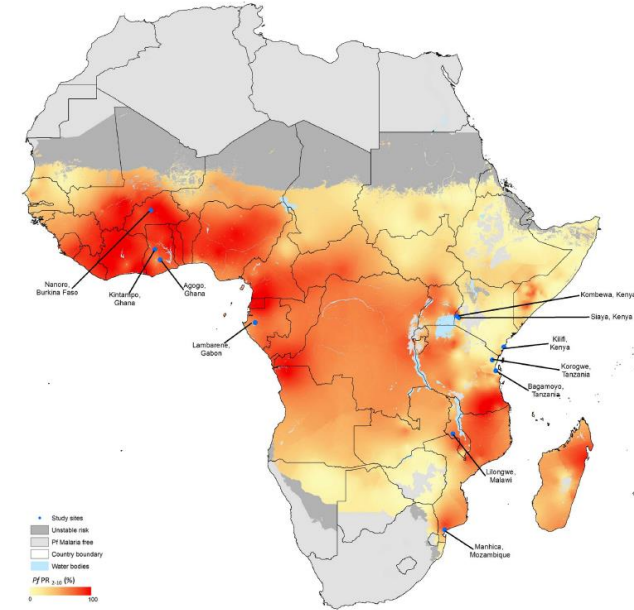 Nanoro,
Burkina Faso
Kintampo,
Ghana
Agogo,
Ghana
Lambarene,
Gabon
Kombewa, Kenya
Siaya, Kenya
Kilifi,
Kenya
Korogwe,
Tanzania
Bagamoyo,
Tanzania
Lilongwe,
Malawi
Manhica,
Mozambique
Study sites
Unstable risk
Pf Malaria free
Country boundary
Water bodies
Pf PR 2-10 (%)
0 100